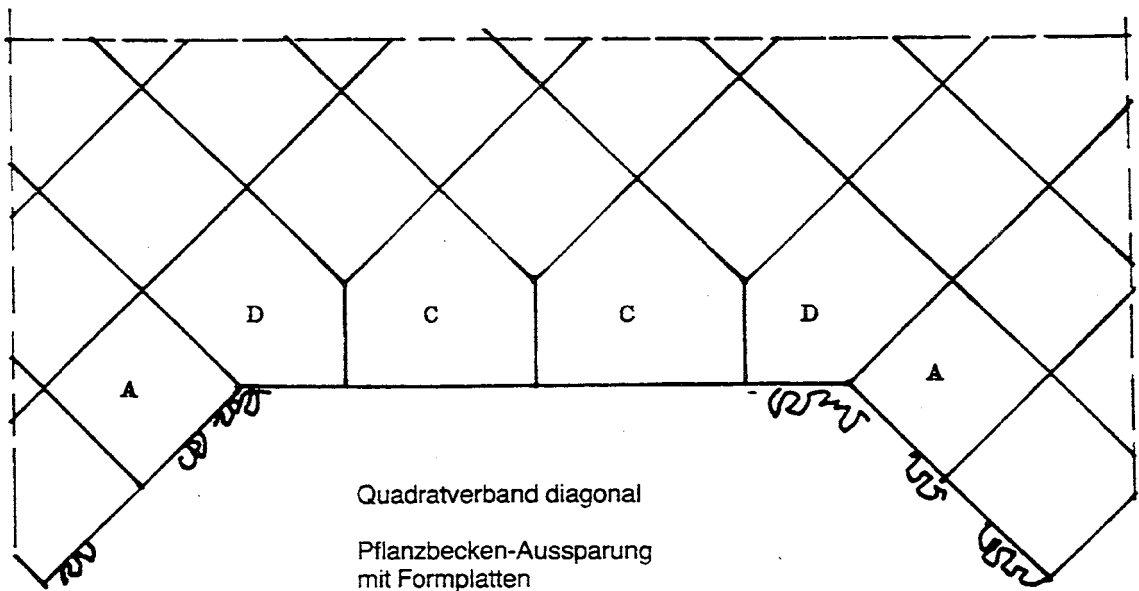 D C C D
A A
Quadratverband diagonal
Pflanzbecken-Aussparung
mit Formplatten